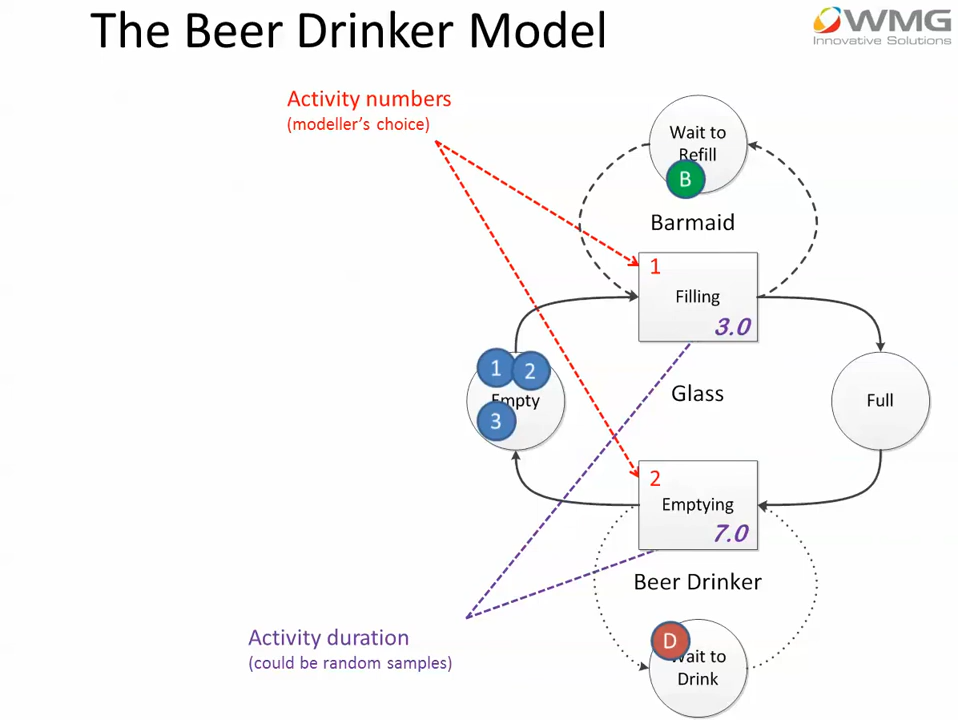 The Beer Drinker Model
WMG
Innovative Solutions
Activity numbers
(modeller's choice)
Wait to
Refill
B
Barmaid
1
Filling
3.0
1
2
Empty
3
Glass
Full
2
Emptying
7.0
Beer Drinker
Activity duration
(could be random samples)
D
Wait to
Drink